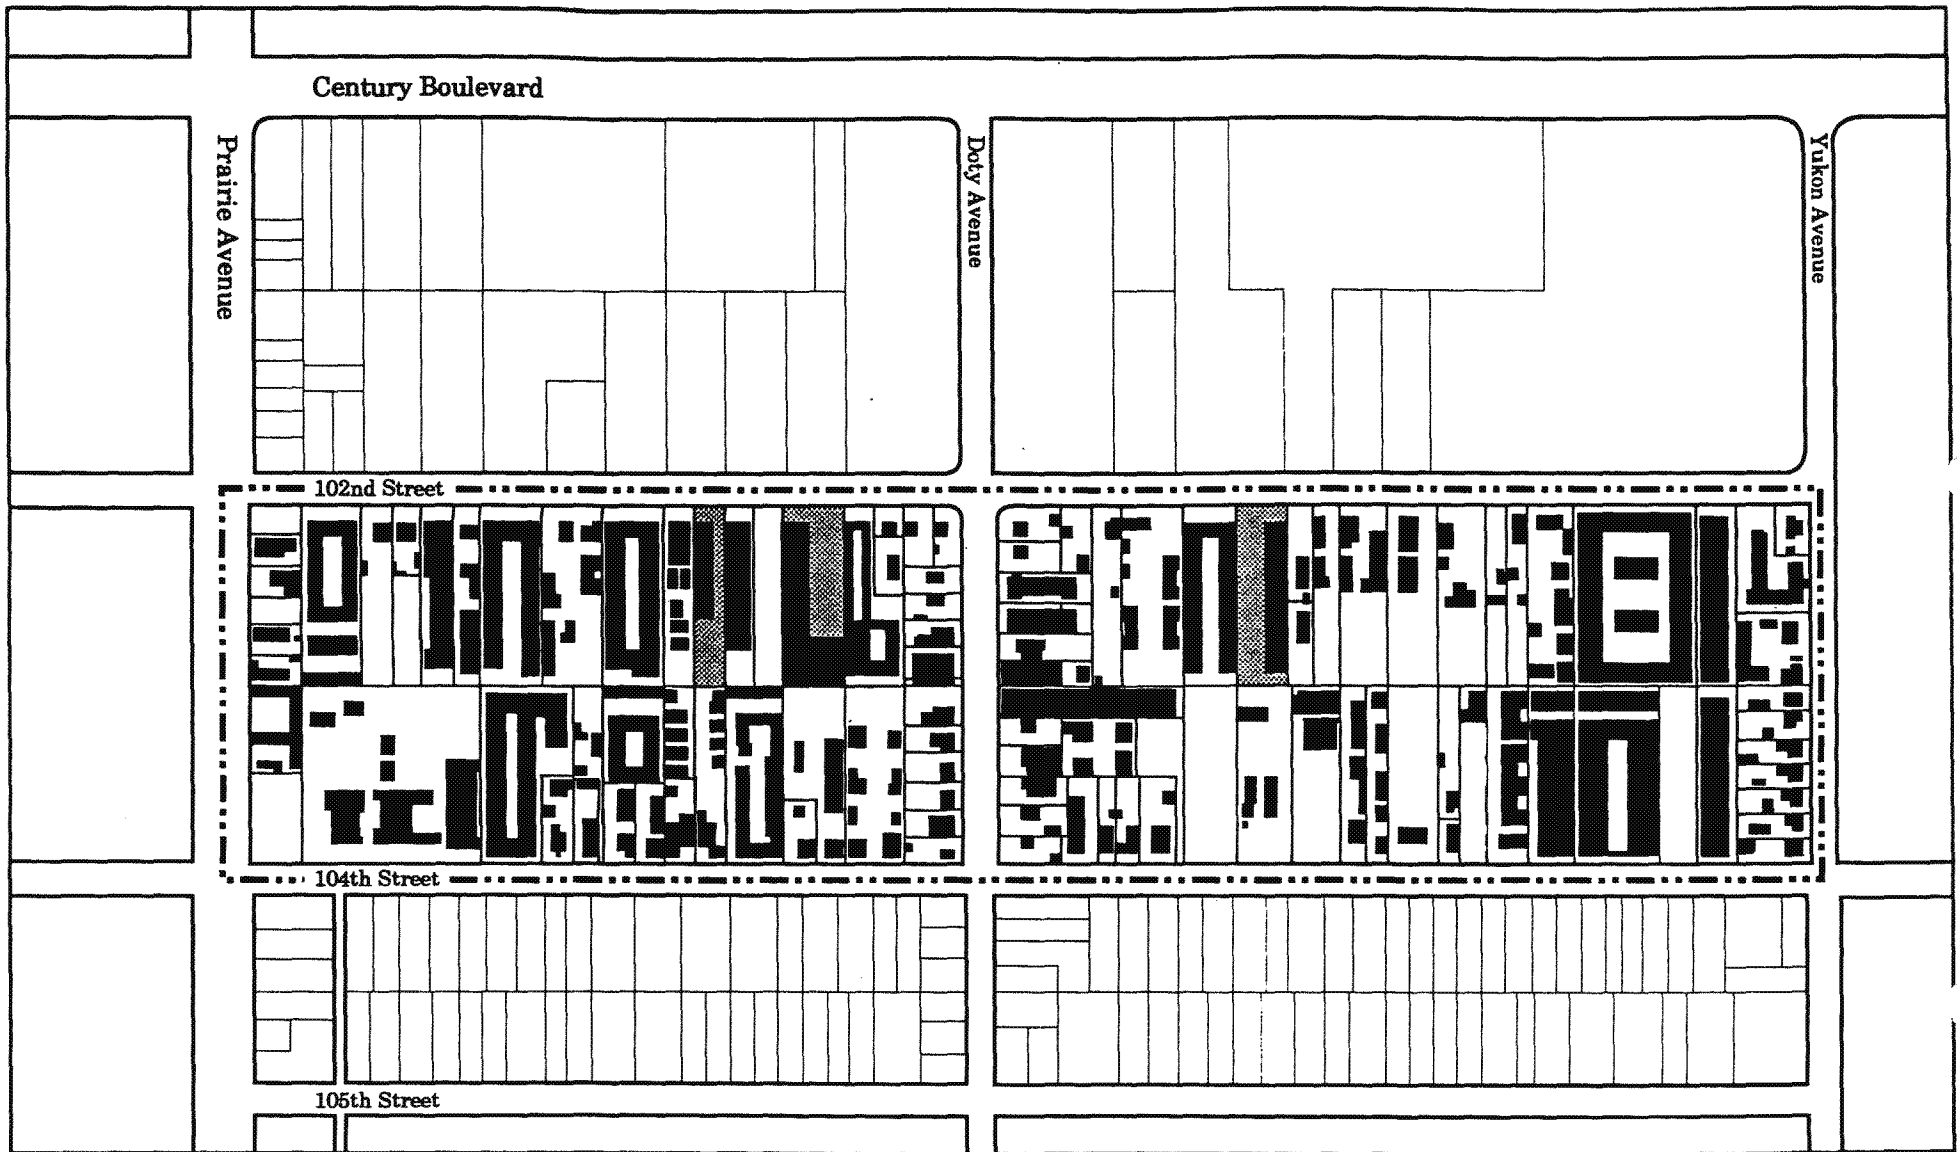 Century Boulevard
Prairie Avenue
Doty Avenue
Yukon Avenue
102nd Street
104th Street
105th Street